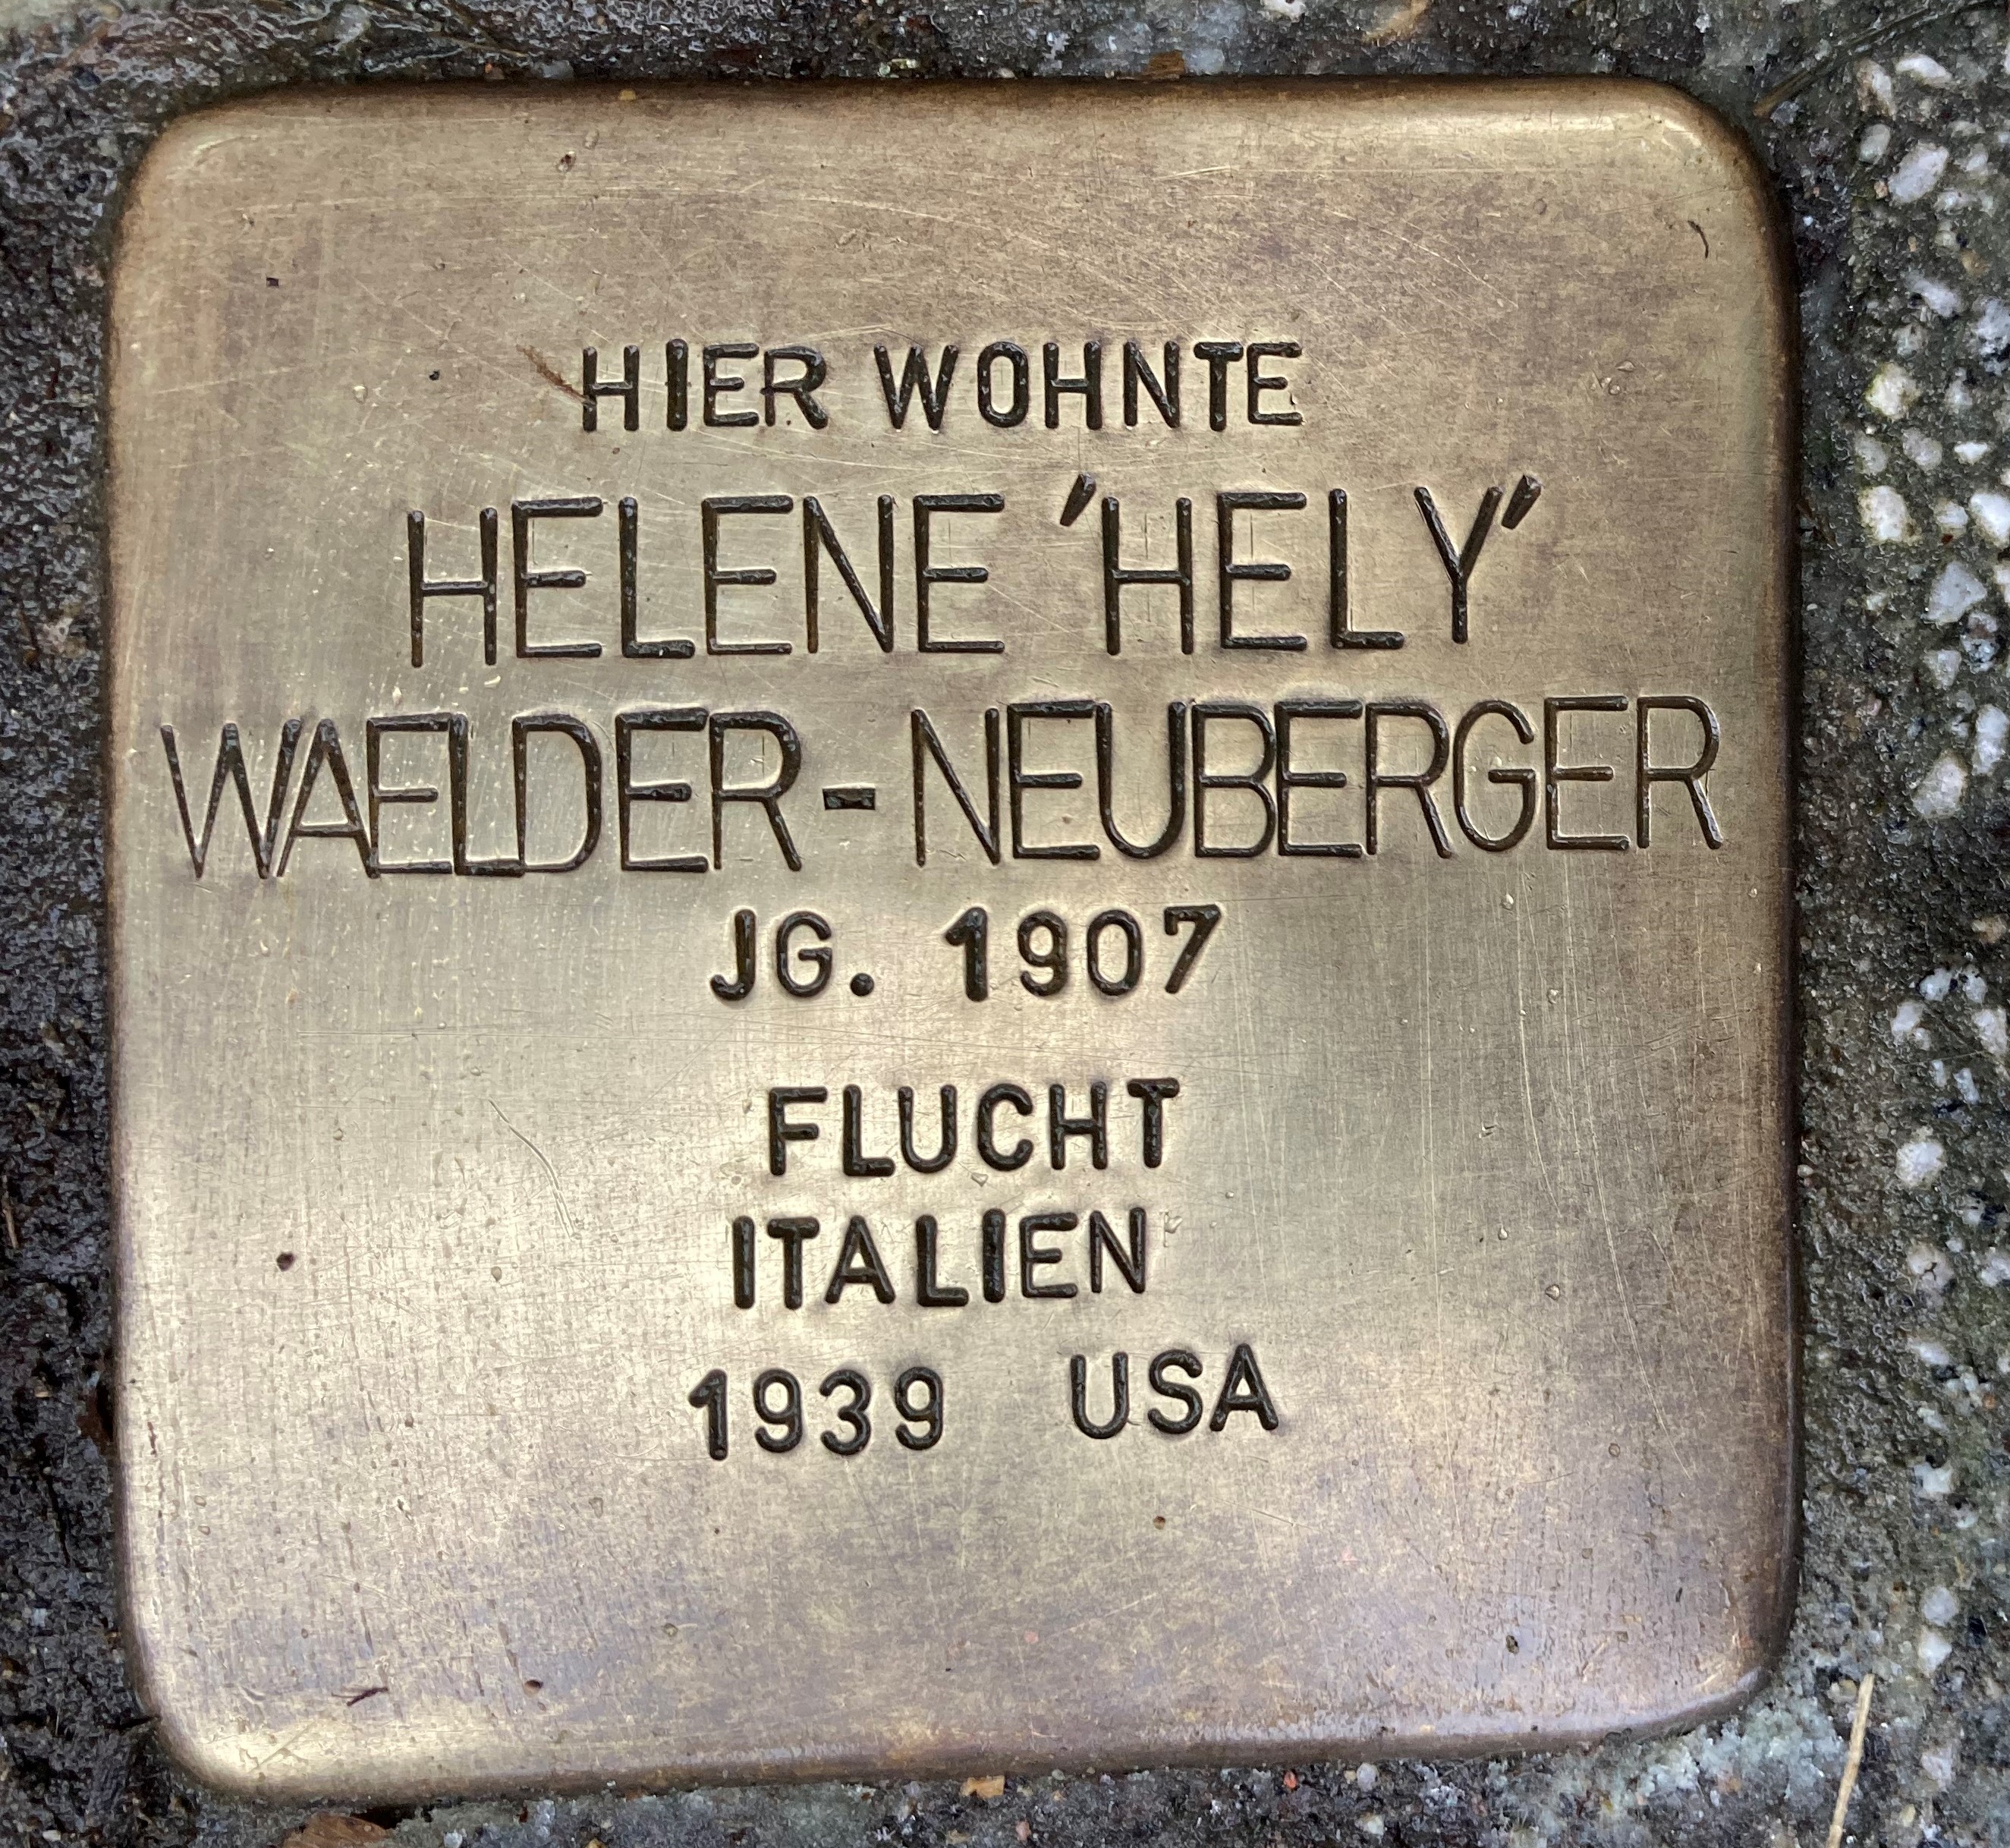 HIER WOHNTE
HELENE 'HELY'
WAELDER-NEUBERGER
JG. 1907
FLUCHT
ITALIEN
1939 USA